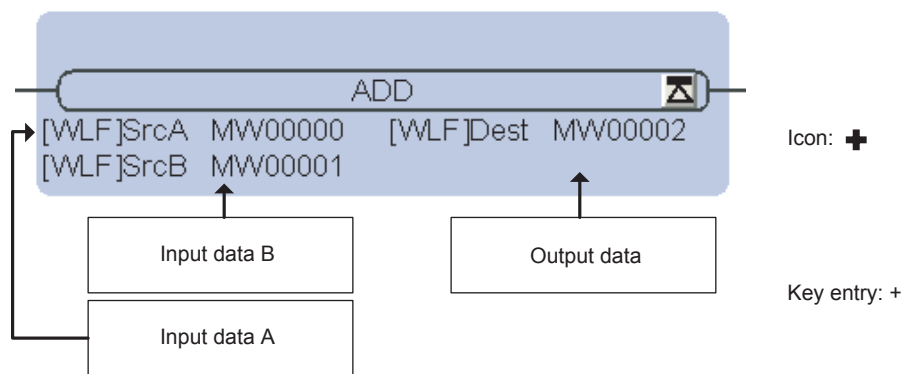 ADD
[WLF]SrcA MW00000 [WLF]Dest MW00002
[WLF]SrcB MW00001
Icon:
Input data B
Output data
Key entry: +
Input data A